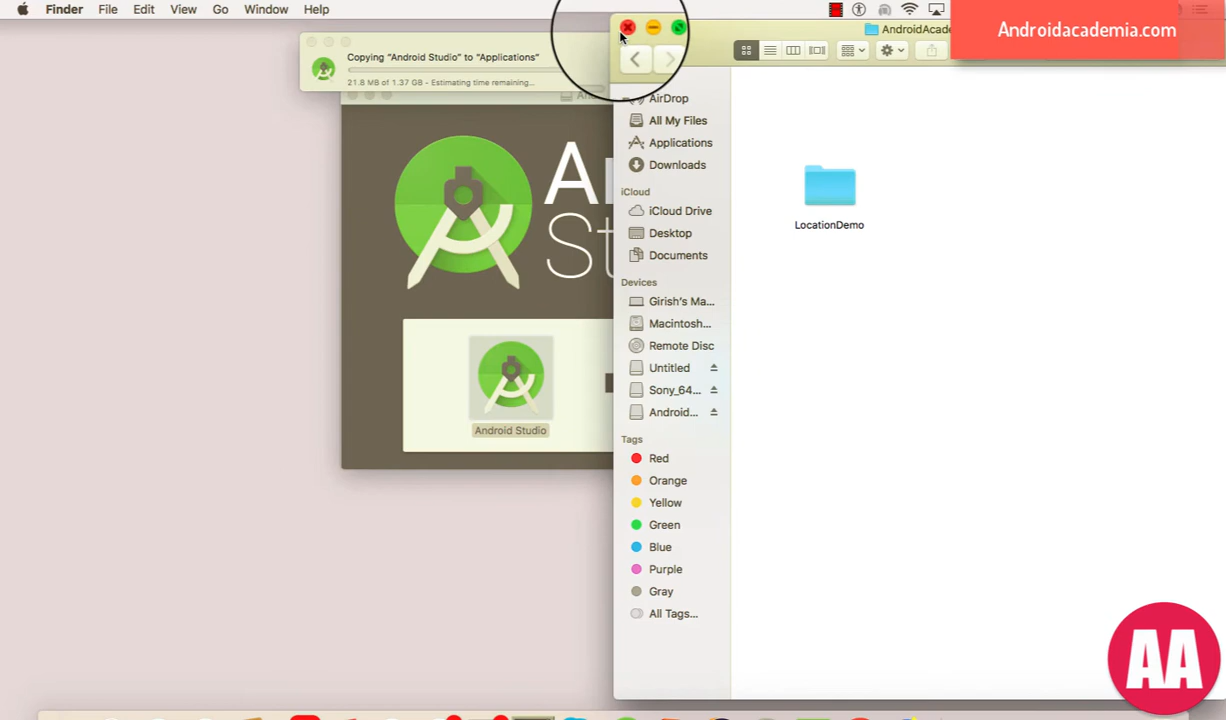 Finder File Edit View Go Window Help
Androidacademia.com
Copying “Android Studio” to “Applications”
21.8 MB of 1.37 GB - Estimating time remaining...
AirDrop
All My Files
Applications
Downloads
iCloud
iCloud Drive
Desktop
Documents
Devices
Girish's Ma...
Macintosh...
Remote Disc
Untitled
Sony_64...
Android...
Tags
Red
Orange
Yellow
Green
Blue
Purple
Gray
All Tags...
LocationDemo
Android Studio
AA